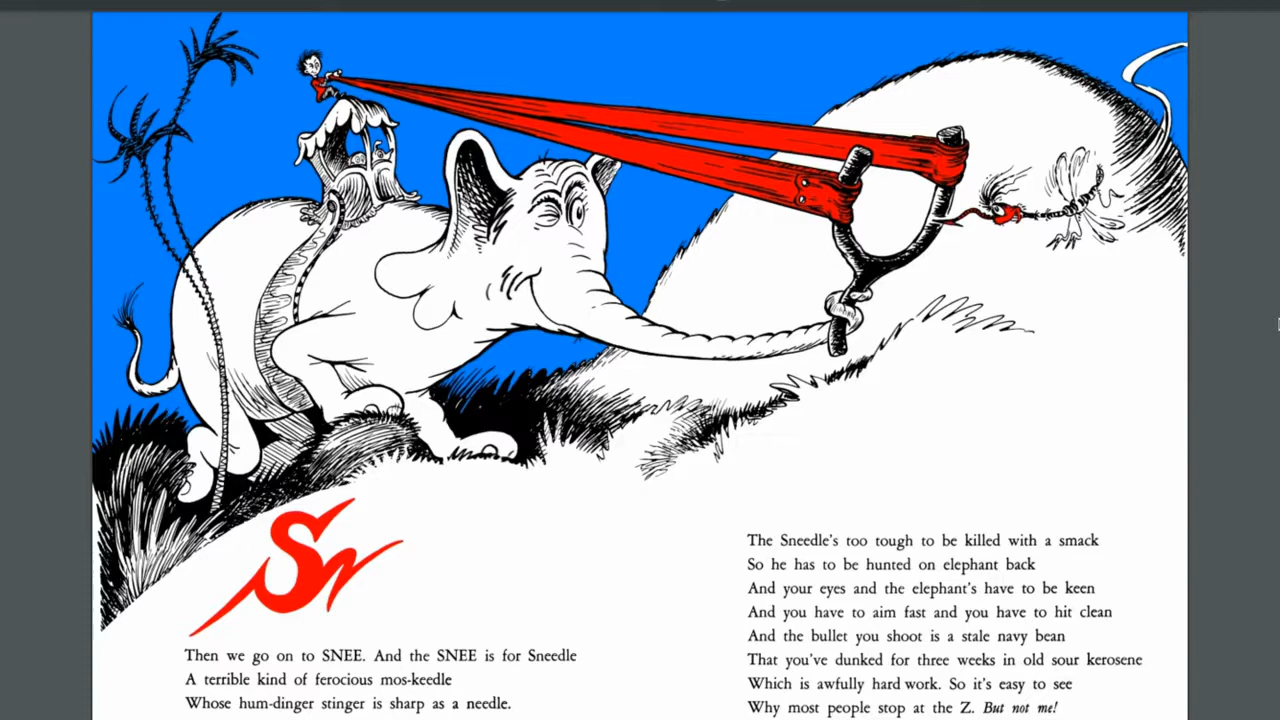 Sn
Then we go on to SNEE. And the SNEE is for Sneedle
A terrible kind of ferocious mos-keedle
Whose hum-dinger stinger is sharp as a needle.
The Sneedle's too tough to be killed with a smack
So he has to be hunted on elephant back
And your eyes and the elephant's have to be keen
And you have to aim fast and you have to hit clean
And the bullet you shoot is a stale navy bean
That you've dunked for three weeks in old sour kerosene
Which is awfully hard work. So it's easy to see
Why most people stop at the Z. But not me!